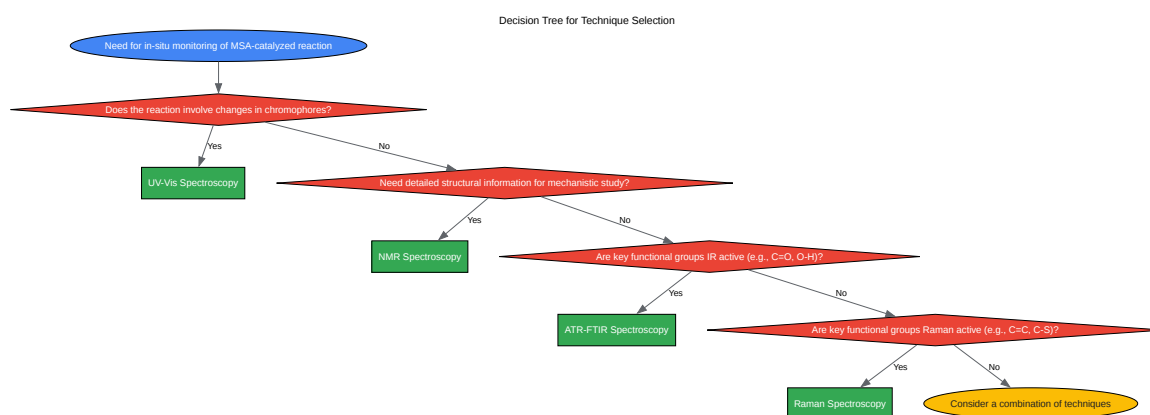 Decision Tree for Technique Selection
Need for in-situ monitoring of MSA-catalyzed reaction
Does the reaction involve changes in chromophores?
Yes
No
UV-Vis Spectroscopy
Need detailed structural information for mechanistic study?
Yes
No
NMR Spectroscopy
Are key functional groups IR active (e.g., C=O, O-H)?
Yes
No
ATR-FTIR Spectroscopy
Are key functional groups Raman active (e.g., C=C, C-S)?
Yes
No
Raman Spectroscopy
Consider a combination of techniques